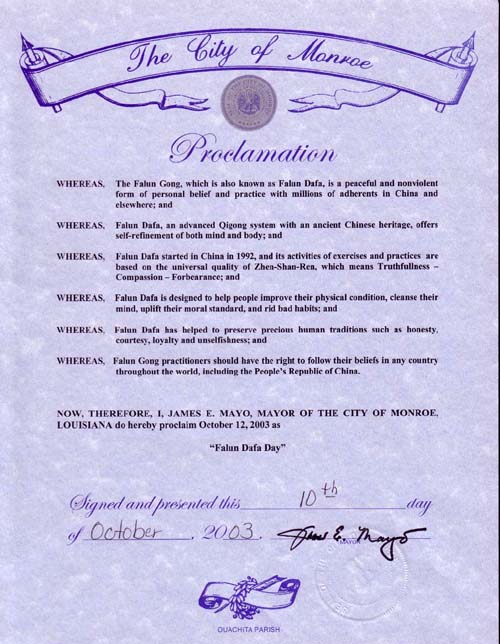 The City of Monroe
Proclamation
WHEREAS, The Falun Gong, which is also known as Falun Dafa, is a peaceful and nonviolent
form of personal belief and practice with millions of adherents in China and
elsewhere; and
WHEREAS, Falun Dafa, an advanced Qigong system with an ancient Chinese heritage, offers
self-refinement of both mind and body; and
WHEREAS, Falun Dafa started in China in 1992, and its activities of exercises and practices are
based on the universal quality of Zhen-Shan-Ren, which means Truthfullness –
Compassion – Forbearance; and
WHEREAS, Falun Dafa is designed to help people improve their physical condition, cleanse their
mind, uplift their moral standard, and rid bad habits; and
WHEREAS, Falun Dafa has helped to preserve precious human traditions such as honesty,
courtesy, loyalty and unselfishness; and
WHEREAS, Falun Gong practitioners should have the right to follow their beliefs in any country
throughout the world, including the People's Republic of China.
NOW, THEREFORE, I, JAMES E. MAYO, MAYOR OF THE CITY OF MONROE,
LOUISIANA do hereby proclaim October 12, 2003 as
"Falun Dafa Day"
Signed and presented this 10th day
of October, 2003. James E. Mayo
MAYOR
OUACHITA PARISH